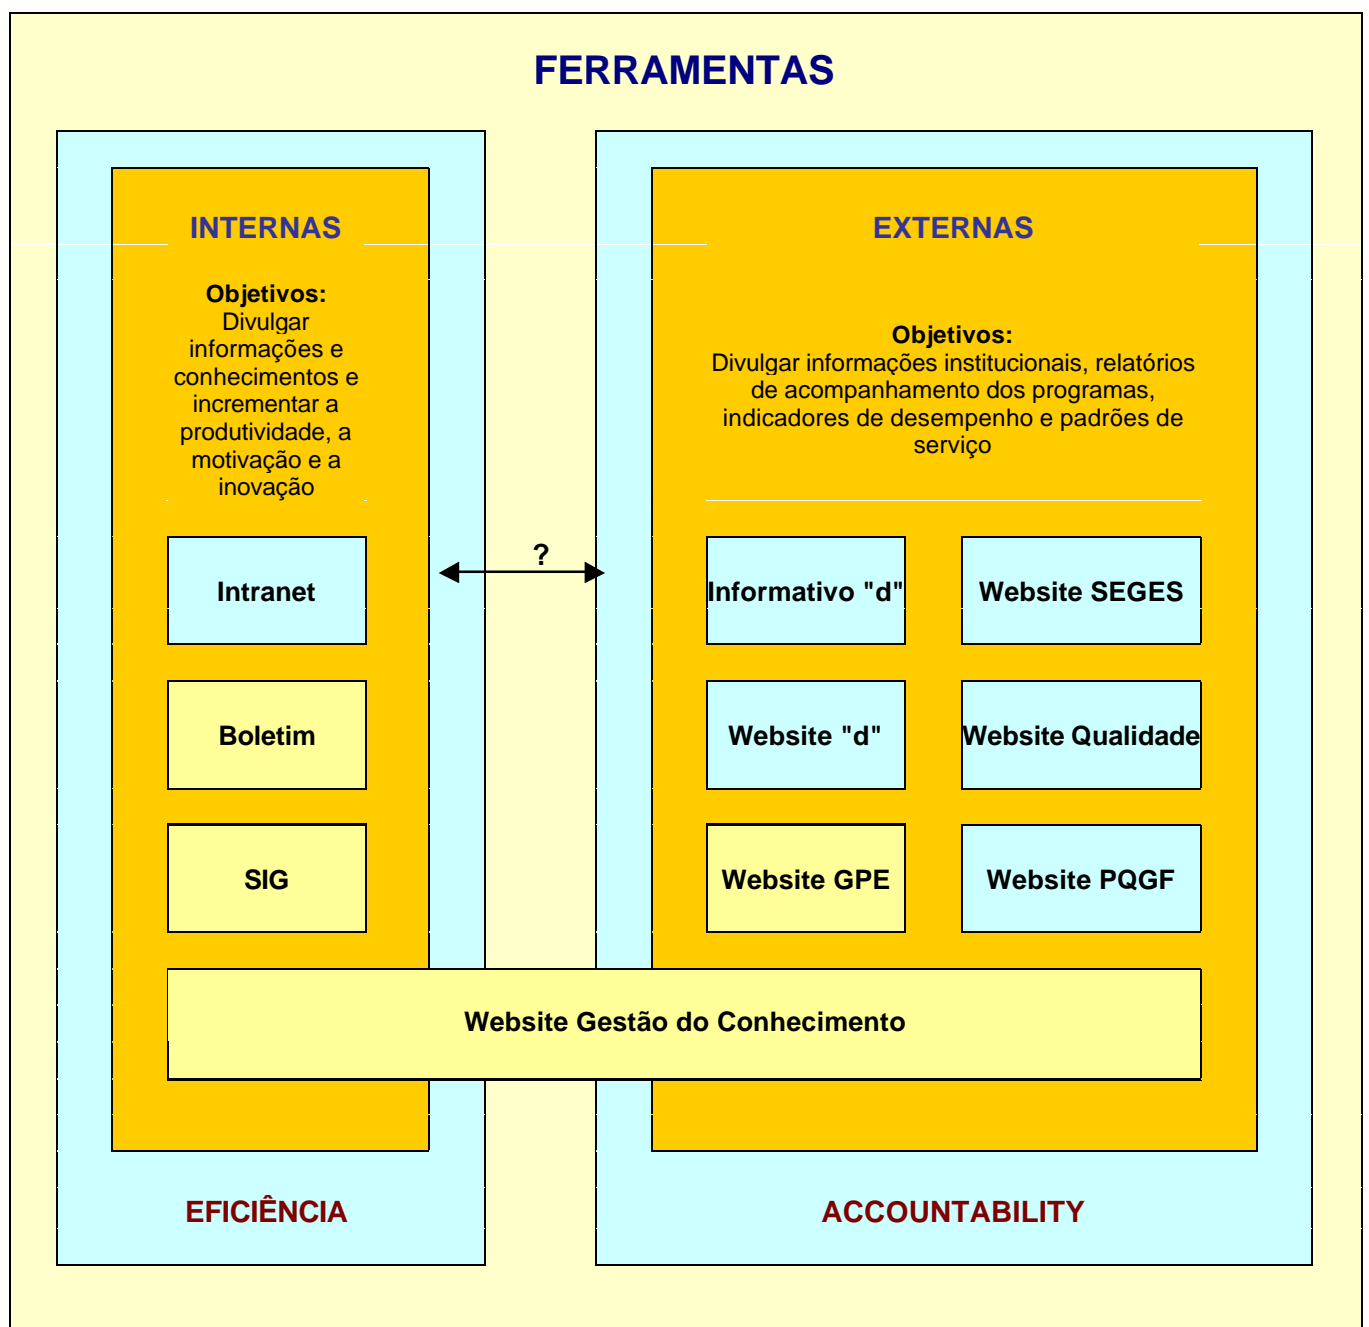 FERRAMENTAS
INTERNAS
Objetivos:
Divulgar
informações e
conhecimentos e
incrementar a
produtividade, a
motivação e a
inovação
Intranet
Boletim
SIG
?
EXTERNAS
Objetivos:
Divulgar informações institucionais, relatórios
de acompanhamento dos programas,
indicadores de desempenho e padrões de
serviço
Informativo "d"
Website SEGES
Website "d"
Website Qualidade
Website GPE
Website PQGF
Website Gestão do Conhecimento
EFICIÊNCIA
ACCOUNTABILITY